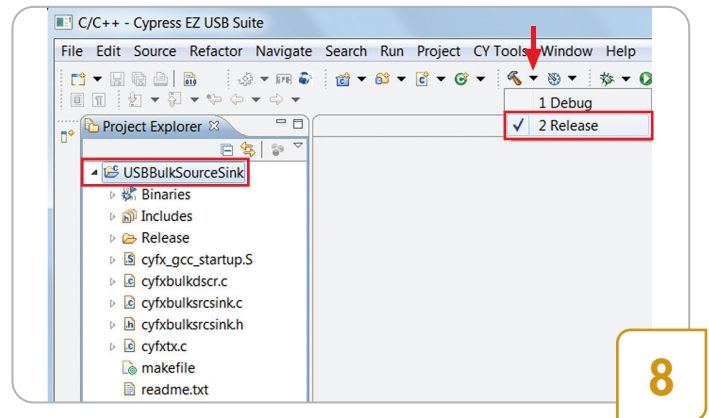 C/C++ - Cypress EZ USB Suite
File Edit Source Refactor Navigate Search Run Project CY Tools Window Help
010
1 Debug
2 Release
Project Explorer
USBBulkSourceSink
Binaries
Includes
Release
cyfx_gcc_startup.S
cyfxbulkdscr.c
cyfxbulksrcsink.c
cyfxbulksrcsink.h
cyfxtx.c
makefile
readme.txt
8